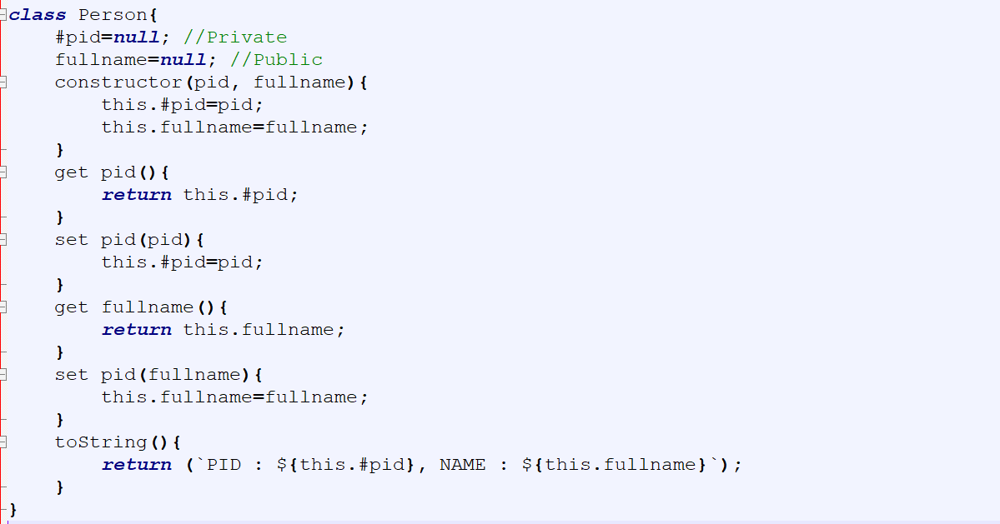 class Person{
    #pid=null; //Private
    fullname=null; //Public
    constructor(pid, fullname){
        this.#pid=pid;
        this.fullname=fullname;
    }
    get pid(){
        return this.#pid;
    }
    set pid(pid){
        this.#pid=pid;
    }
    get fullname(){
        return this.fullname;
    }
    set pid(fullname){
        this.fullname=fullname;
    }
    toString(){
        return (`PID : ${this.#pid}, NAME : ${this.fullname}`);
    }
}